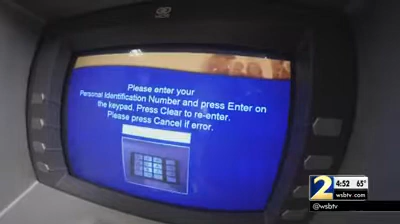 Please enter your
Personal Identification Number and press Enter on
the keypad. Press Clear to re-enter.
Please press Cancel if error.
2 4:52 65°
wsbtv.com
@wsbtv